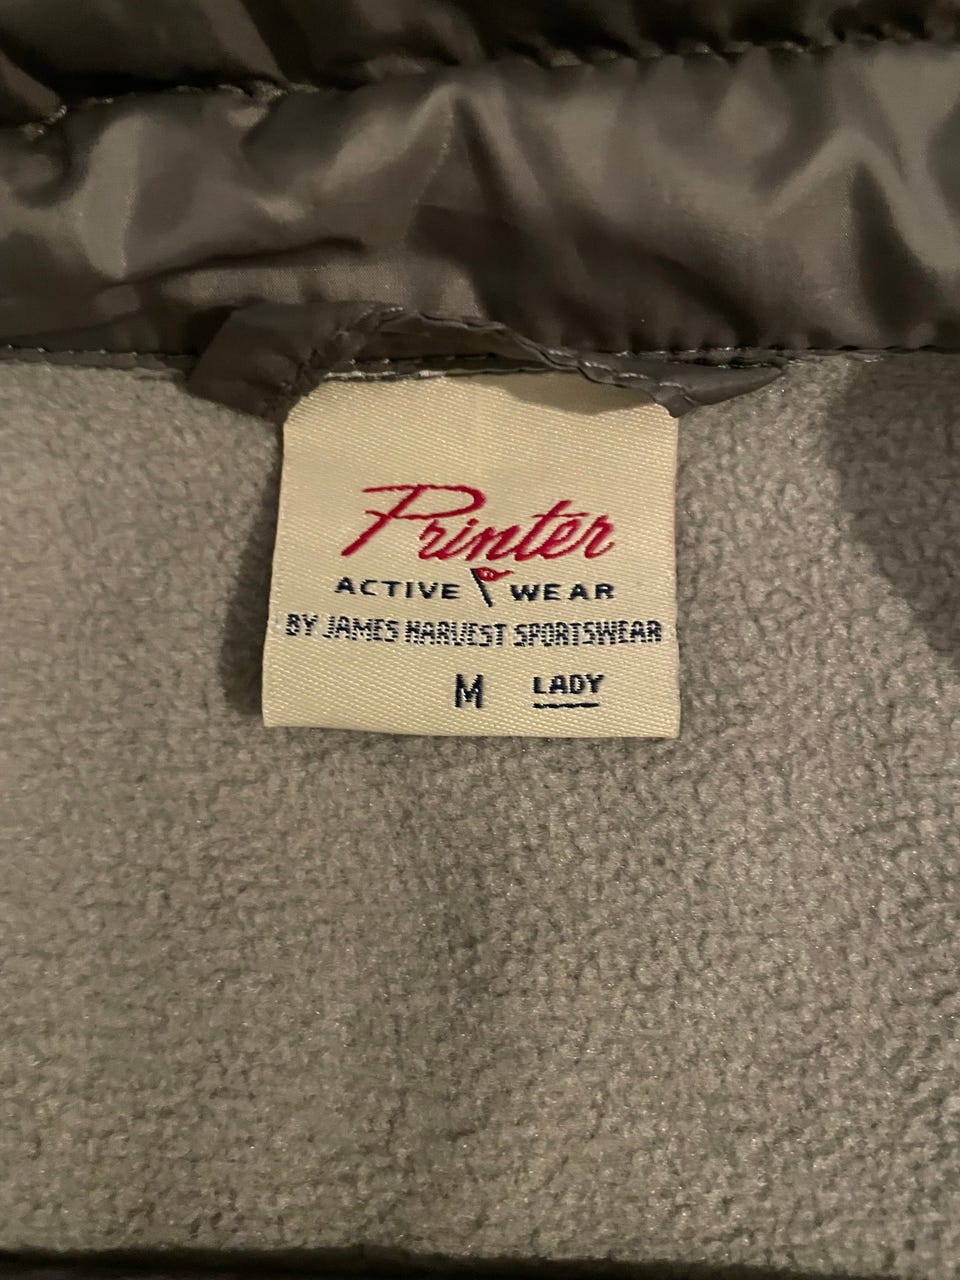 Printer
ACTIVE WEAR
BY JAMES HARVEST SPORTSWEAR
M LADY